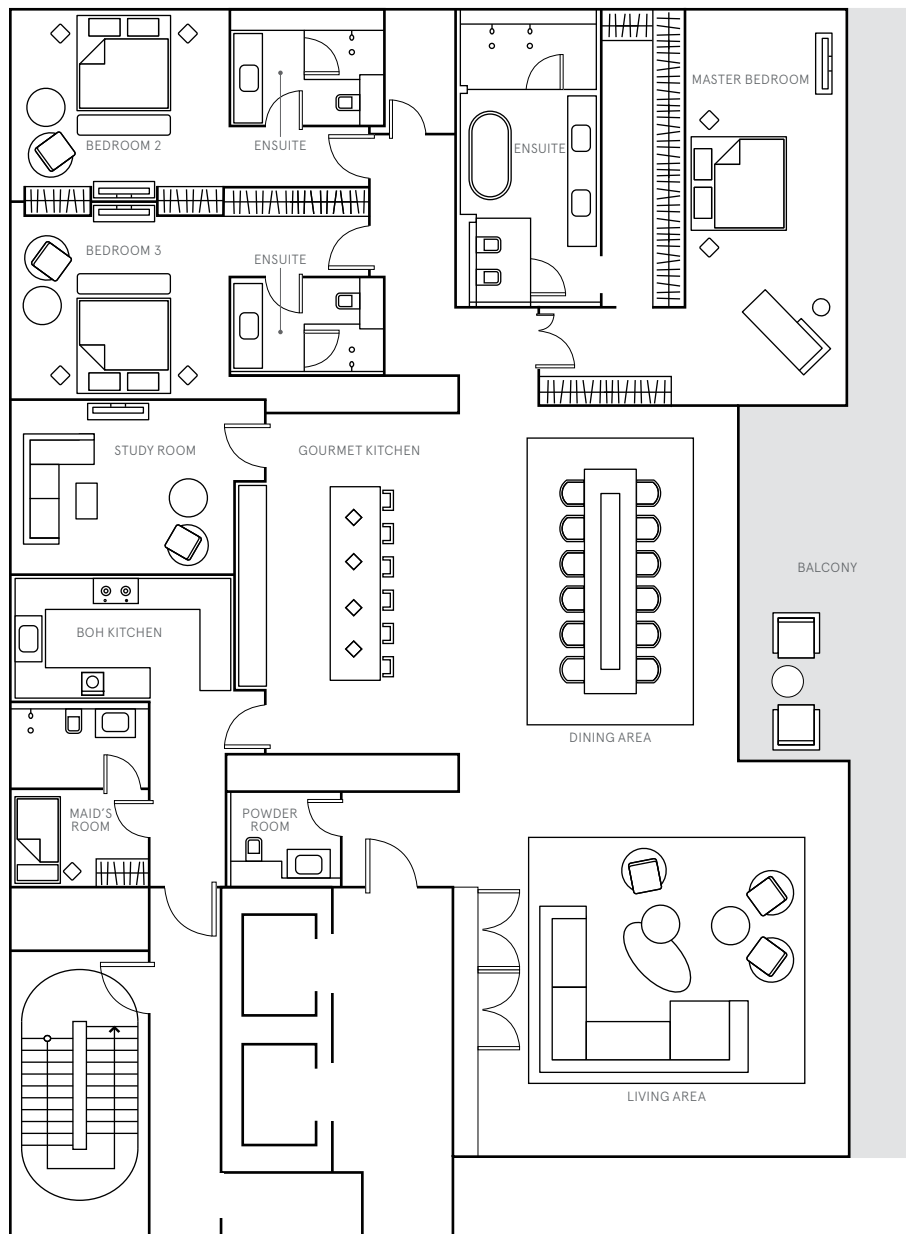 MASTER BEDROOM
BEDROOM 2
ENSUITE
ENSUITE
BEDROOM 3
ENSUITE
STUDY ROOM
GOURMET KITCHEN
BALCONY
BOH KITCHEN
DINING AREA
MAID'S
ROOM
POWDER
ROOM
LIVING AREA